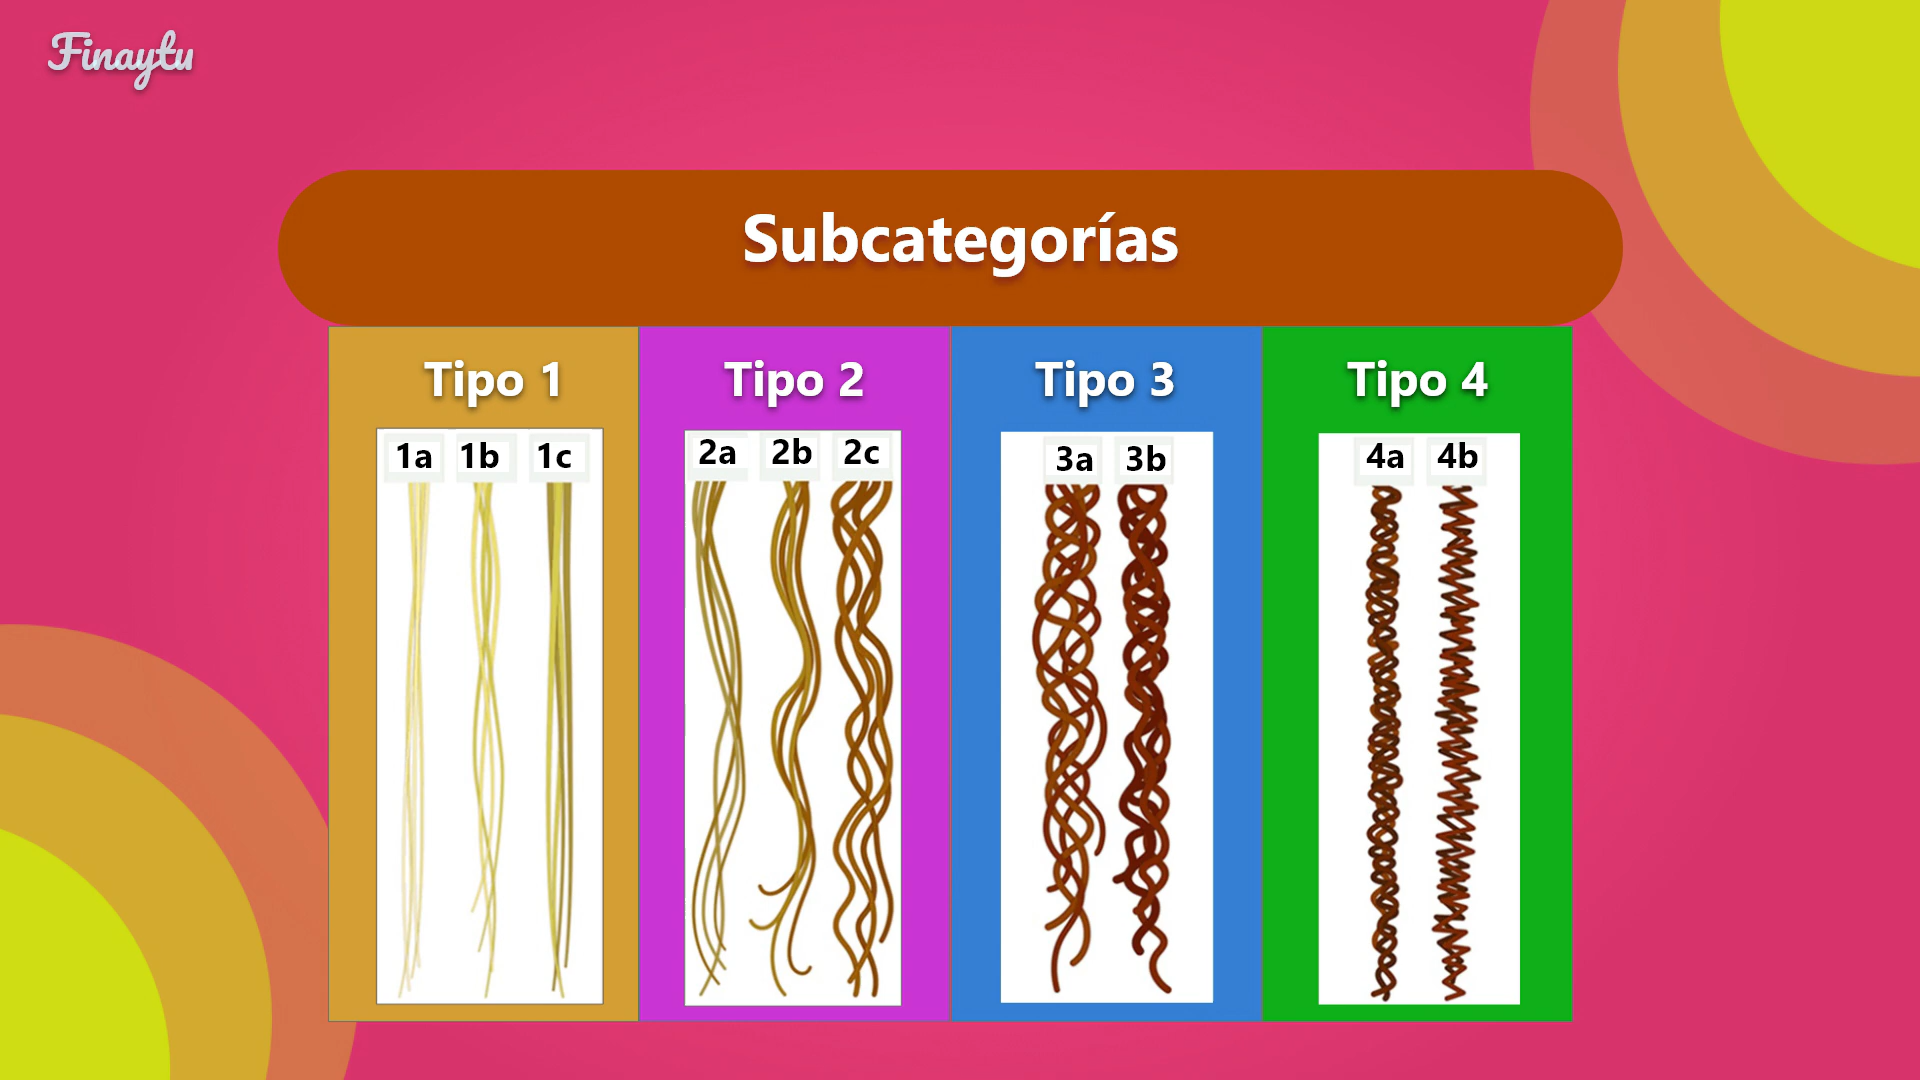 Finaytu
Subcategorías
Tipo 1
Tipo 2
Tipo 3
Tipo 4
1a 1b 1c
2a 2b 2c
3a 3b
4a 4b